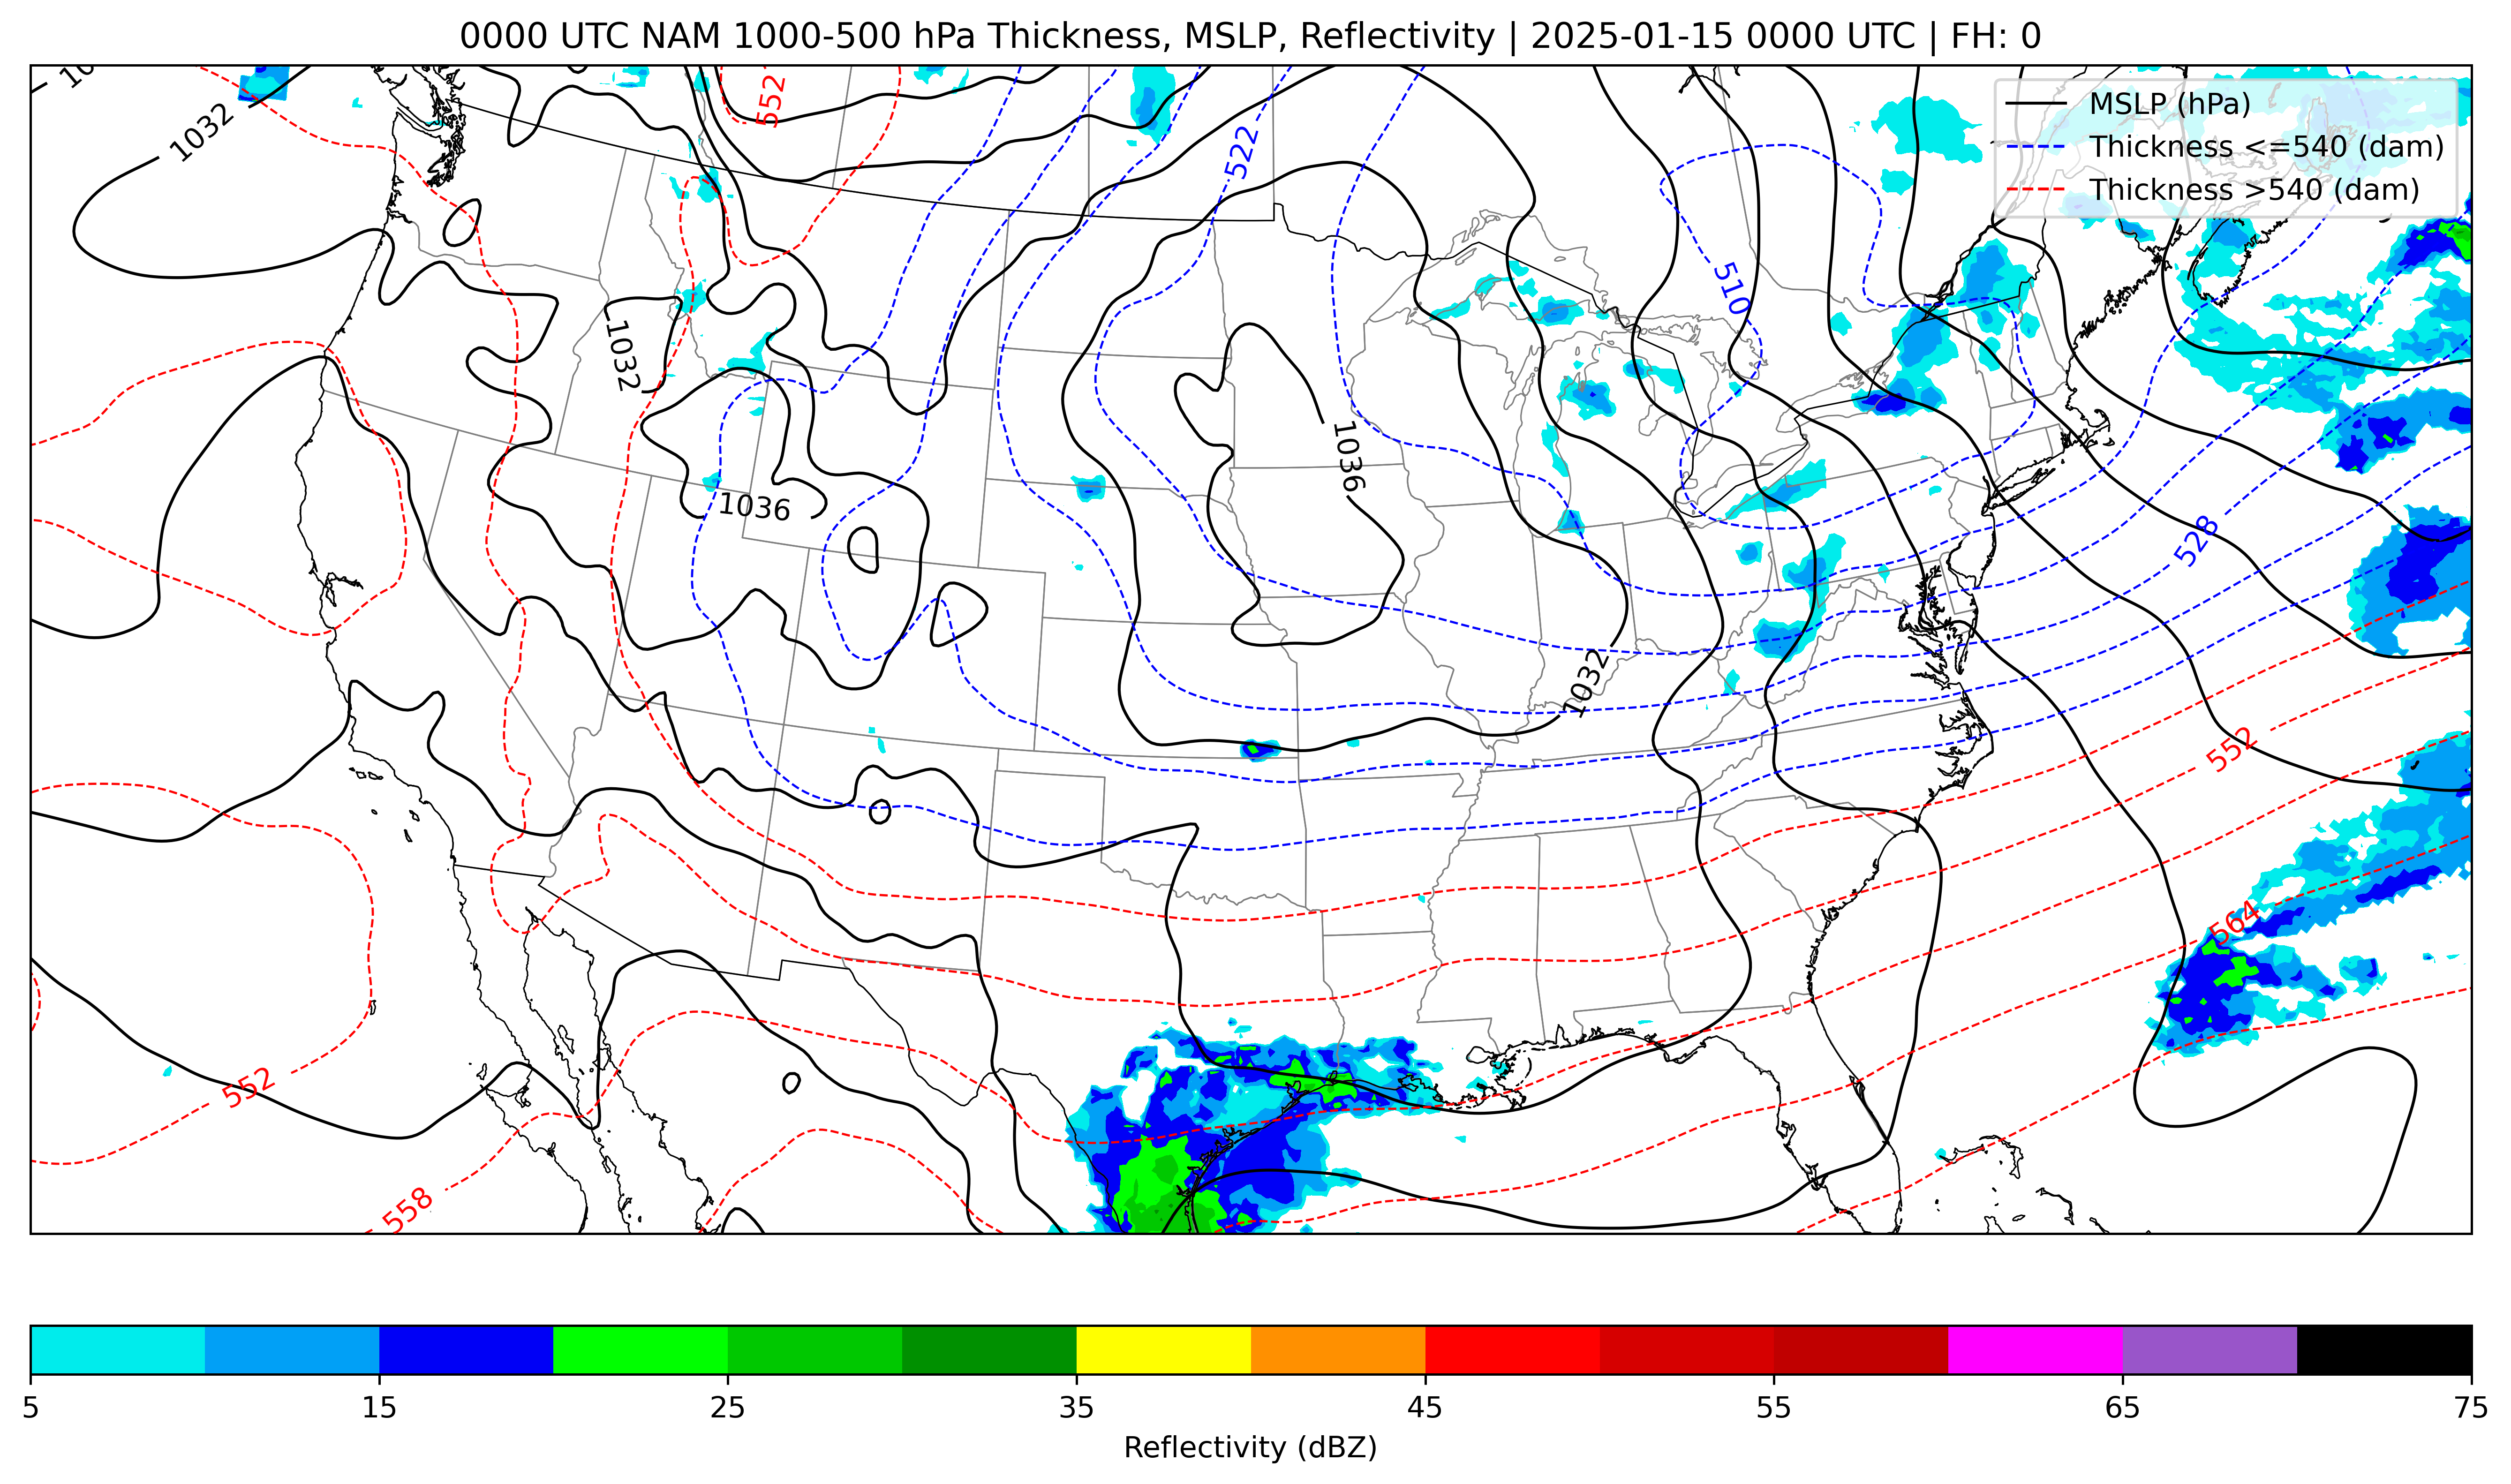 0000 UTC NAM 1000-500 hPa Thickness, MSLP, Reflectivity | 2025-01-15 0000 UTC | FH: 0
MSLP (hPa)
Thickness <=540 (dam)
Thickness >540 (dam)
10
552
1032
522
510
1032
1036
1036
528
1032
552
564
552
558
5 15 25 35 45 55 65 75
Reflectivity (dBZ)